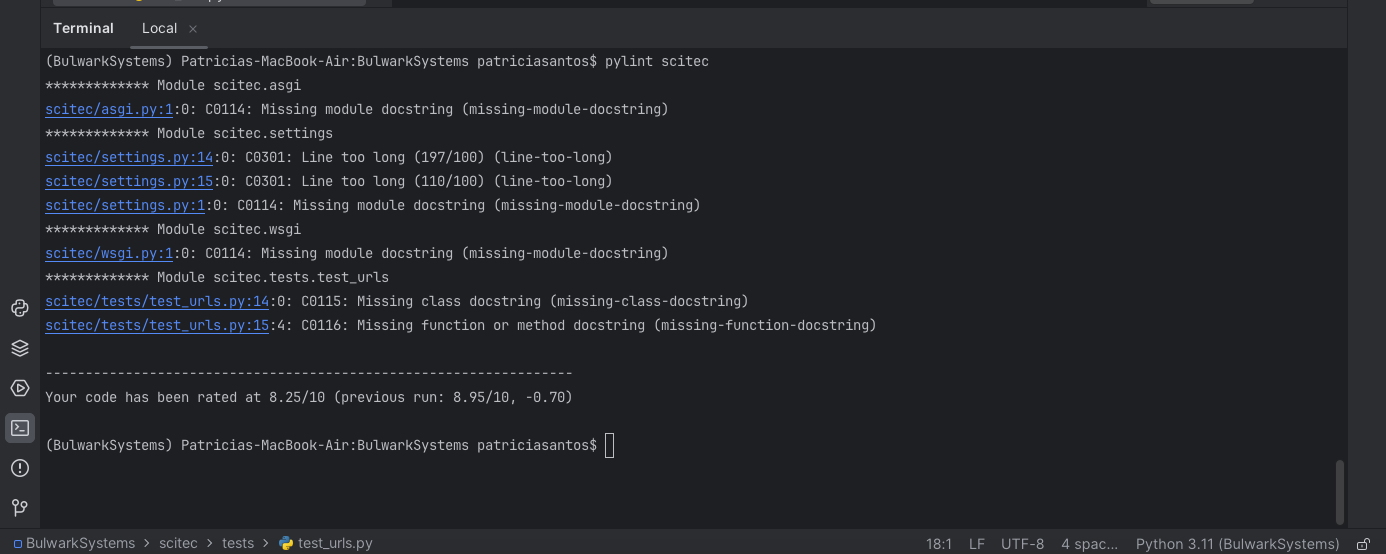 Terminal Local ×
(BulwarkSystems) Patricias-MacBook-Air:BulwarkSystems patriciasantos$ pylint scitec
************* Module scitec.asgi
scitec/asgi.py:1:0: C0114: Missing module docstring (missing-module-docstring)
************* Module scitec.settings
scitec/settings.py:14:0: C0301: Line too long (197/100) (line-too-long)
scitec/settings.py:15:0: C0301: Line too long (110/100) (line-too-long)
scitec/settings.py:1:0: C0114: Missing module docstring (missing-module-docstring)
************* Module scitec.wsgi
scitec/wsgi.py:1:0: C0114: Missing module docstring (missing-module-docstring)
************* Module scitec.tests.test_urls
scitec/tests/test_urls.py:14:0: C0115: Missing class docstring (missing-class-docstring)
scitec/tests/test_urls.py:15:4: C0116: Missing function or method docstring (missing-function-docstring)
------------------------------------------------------------------
Your code has been rated at 8.25/10 (previous run: 8.95/10, -0.70)
(BulwarkSystems) Patricias-MacBook-Air:BulwarkSystems patriciasantos$
BulwarkSystems > scitec > tests > test_urls.py 18:1 LF UTF-8 4 spac... Python 3.11 (BulwarkSystems)